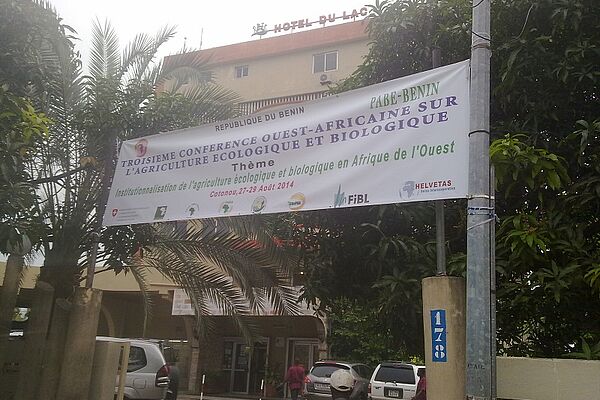 HOTEL DU LAC
REPUBLIQUE DU BENIN
PABE-BENIN
TROISIEME CONFERENCE OUEST-AFRICAINE SUR
L'AGRICULTURE ECOLOGIQUE ET BIOLOGIQUE
Thème
Institutionnalisation de l'agriculture écologique et biologique en Afrique de l'Ouest
Cotonou, 27-29 Août 2014
FiBL
HELVETAS
178